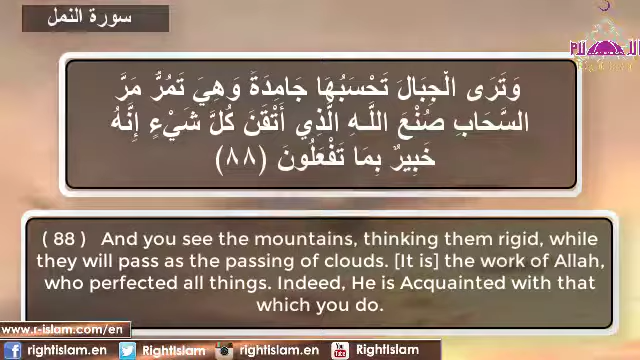 سورة النمل
وَتَرَى الْجِبَالَ تَحْسَبُهَا جَامِدَةً وَهِيَ تَمُرُّ مَرَّ
السَّحَابِ صُنْعَ اللَّـهِ الَّذِي أَتْقَنَ كُلَّ شَيْءٍ إِنَّهُ
خَبِيرٌ بِمَا تَفْعَلُونَ (٨٨)
( 88 ) And you see the mountains, thinking them rigid, while
they will pass as the passing of clouds. [It is] the work of Allah,
who perfected all things. Indeed, He is Acquainted with that
which you do.
www.r-islam.com/en
rightislam.en RightIslam rightislam.en You Tube RightIslam